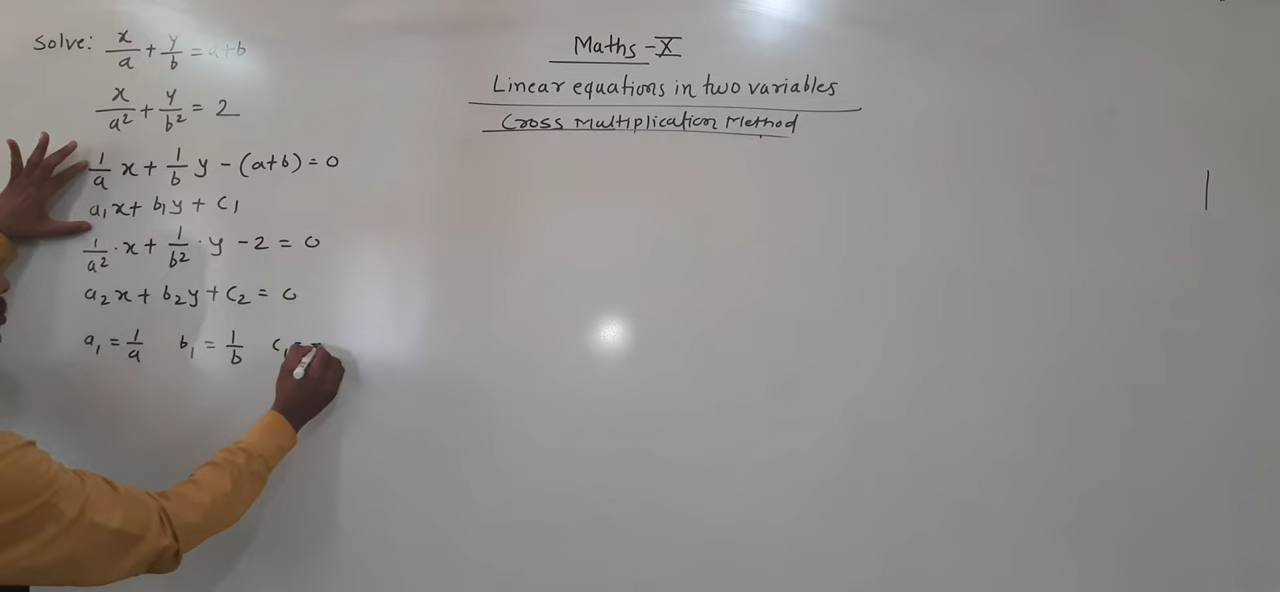 Solve: x/a + y/b = a+b
x/a² + y/b² = 2
1/a x + 1/b y - (a+b) = 0
a₁x + b₁y + c₁
1/a² · x + 1/b² · y - 2 = 0
a₂x + b₂y + c₂ = 0
a₁ = 1/a b₁ = 1/b c₁ =
Maths - X
Linear equations in two variables
Cross Multiplication Method